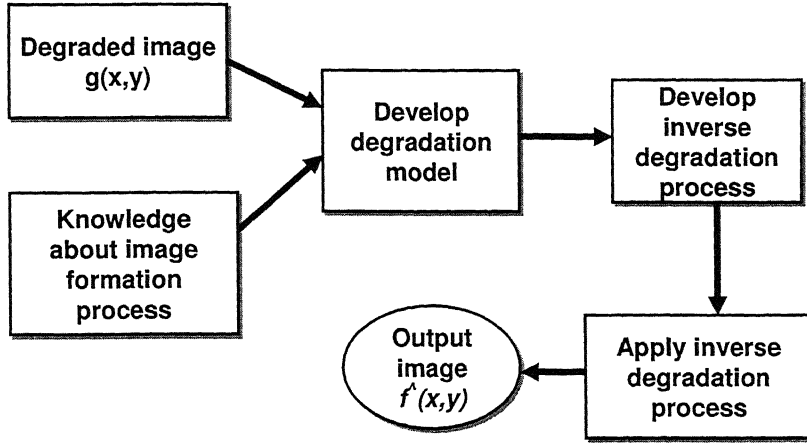 Degraded image
g(x,y)
Knowledge
about image
formation
process
Develop
degradation
model
Develop
inverse
degradation
process
Apply inverse
degradation
process
Output
image
f^(x,y)